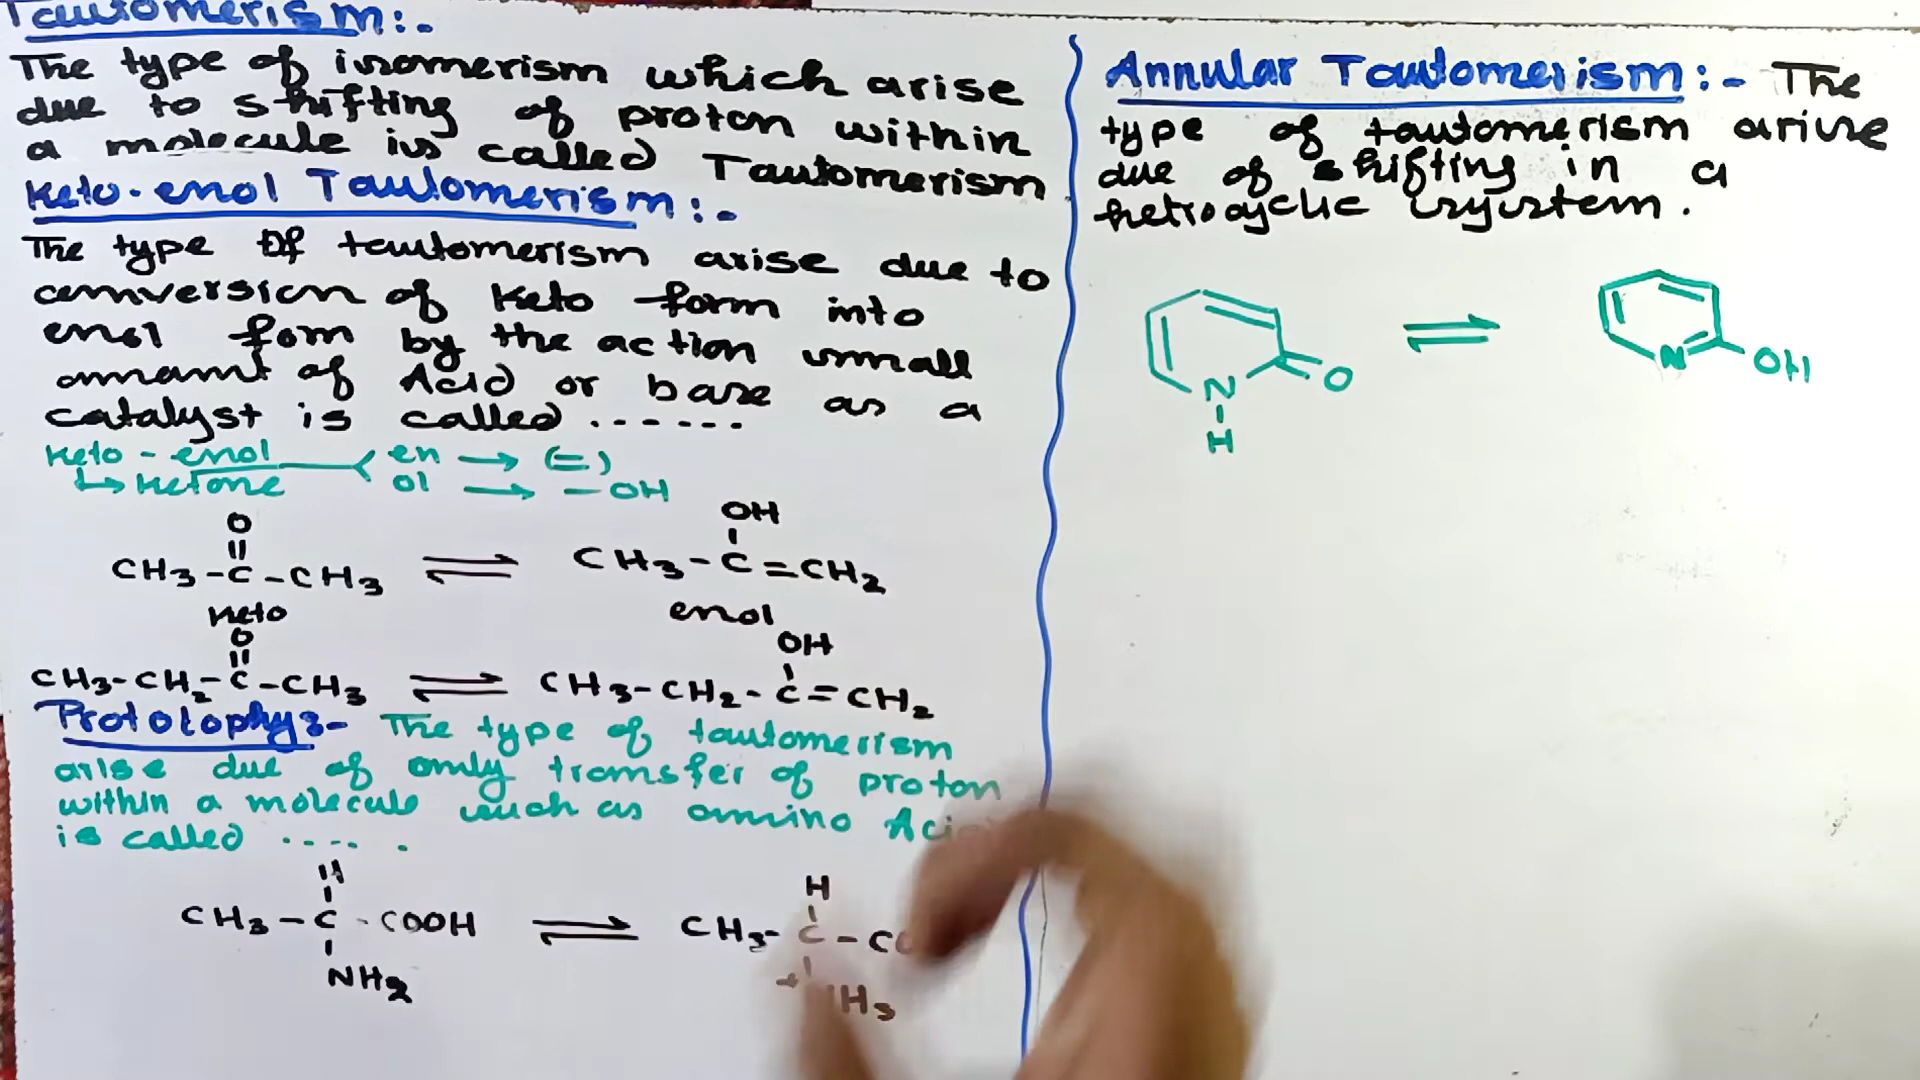 Tautomerism:-
The type of isomerism which arise
due to shifting of proton within
a molecule is called Tautomerism
Keto-enol Tautomerism:-
The type of tautomerism arise due to
conversion of Keto form into
enol form by the action small
amamt of Acid or base as a
catalyst is called ......
Keto - enol < en → (=)
↳ Ketone ol → -OH
O
||
CH3-C-CH3 ⇌
Keto
OH
|
CH3-C=CH2
enol
O
||
CH3-CH2-C-CH3 ⇌
OH
|
CH3-CH2-C=CH2
Prototophy:- The type of tautomerism
arise due of only transfer of proton
within a molecule such as amino
is called .....
H
|
CH3-C-COOH ⇌
|
NH2
H
|
CH3-C-
|
H3
Annular Tautomerism:- The
type of tautomerism arise
due of shifting in a
hetrocyclic system.
N
|
H
O
⇌
N
OH